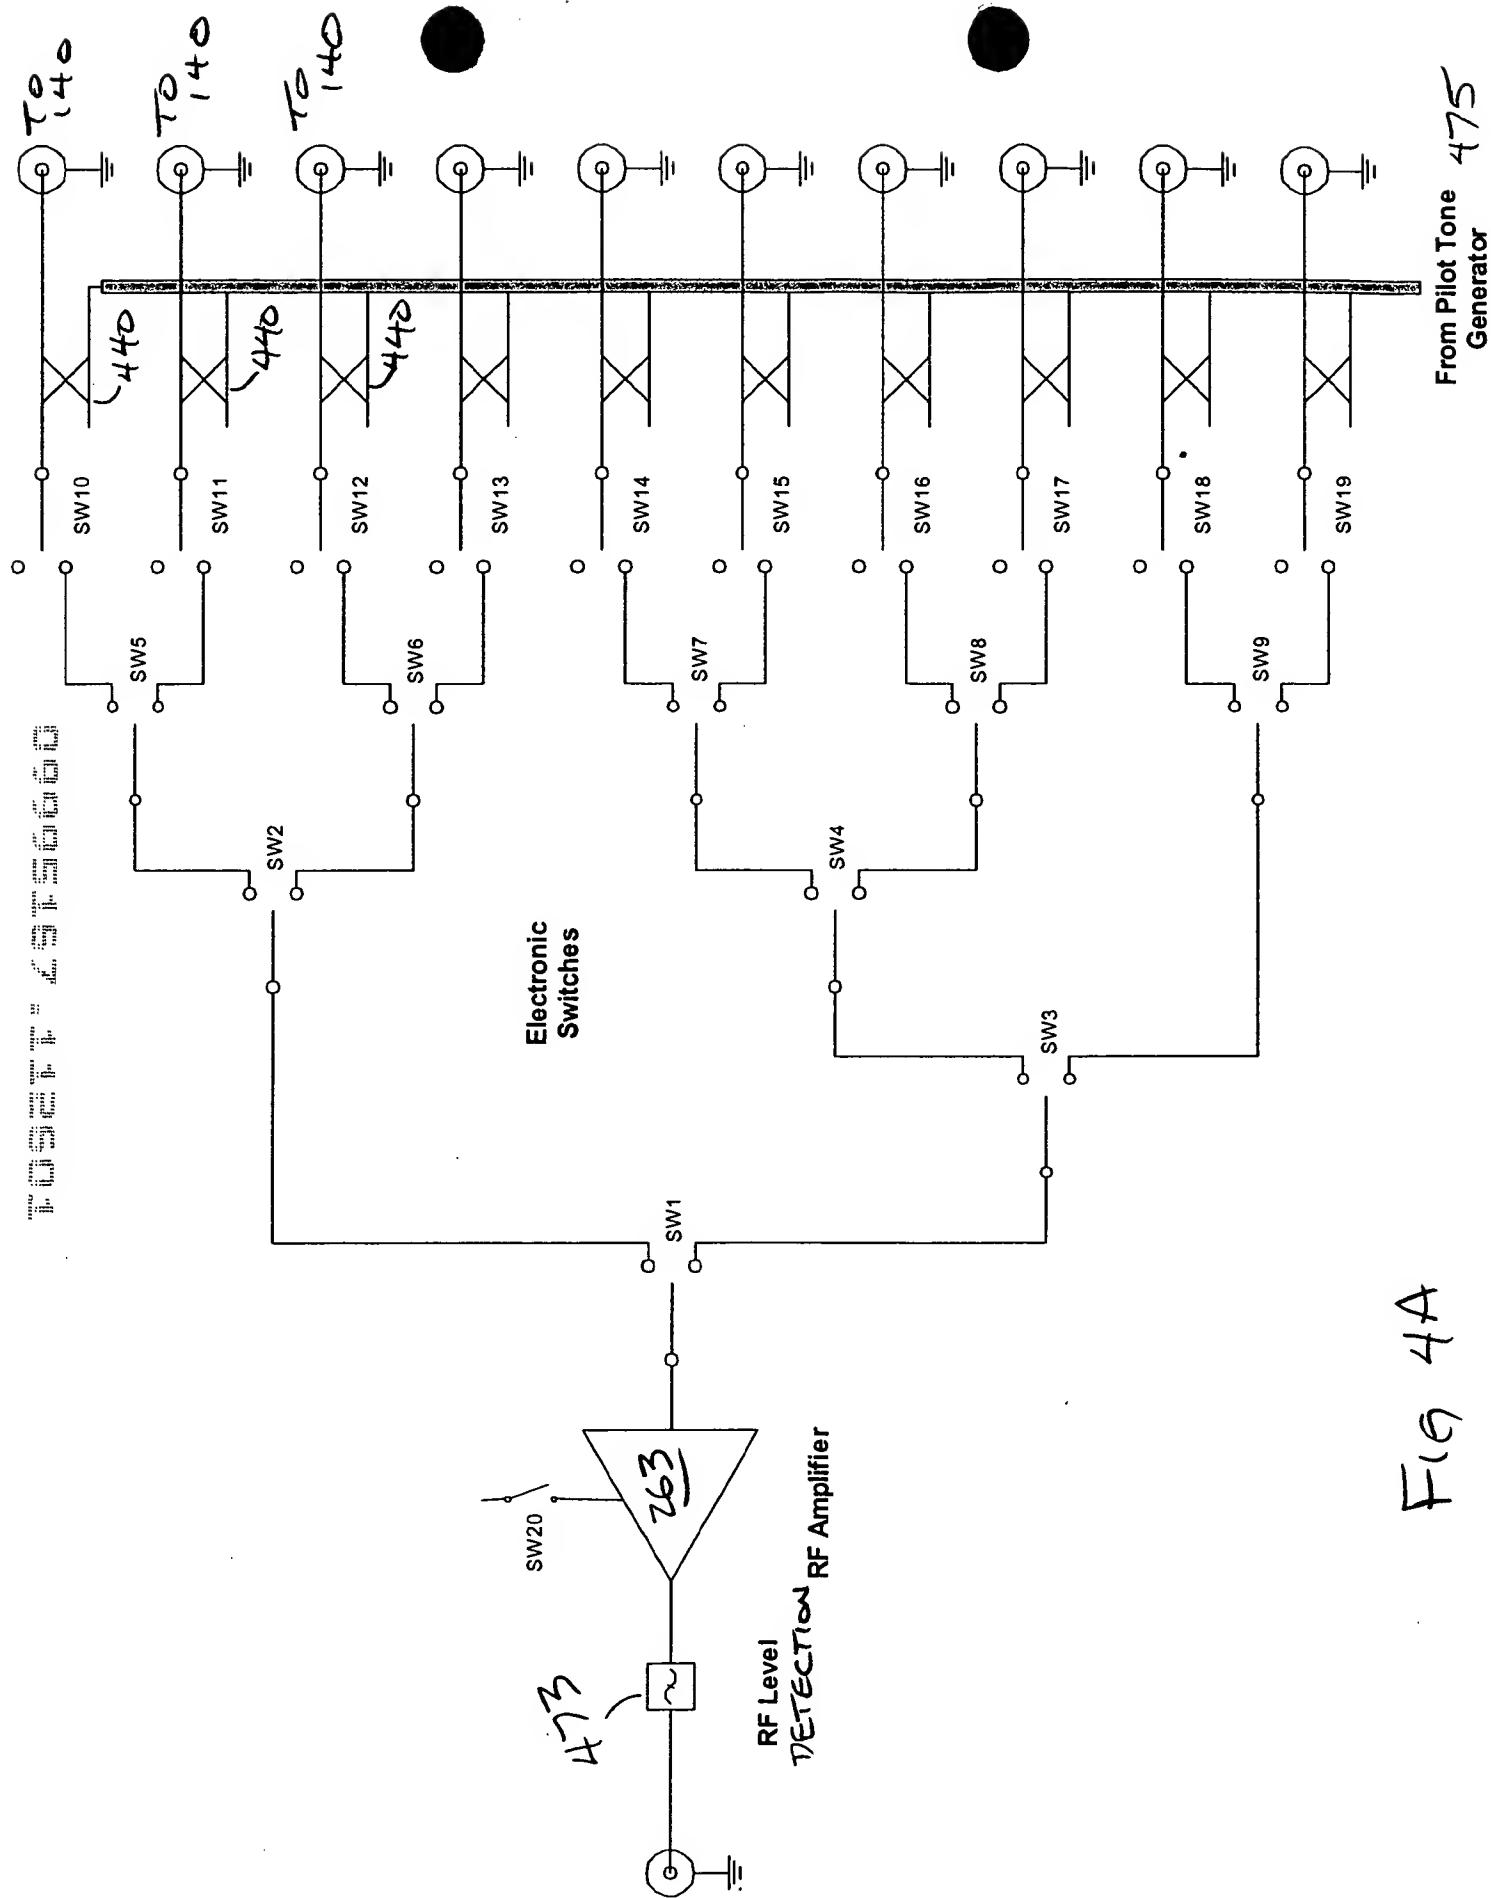 TO
140
TO
140
TO
140
440
440
440
SW10
SW11
SW12
SW13
SW14
SW15
SW16
SW17
SW18
SW19
SW5
SW6
SW7
SW8
SW9
SW2
SW4
SW3
SW1
Electronic
Switches
From Pilot Tone
Generator
475
SW20
263
RF Amplifier
473
RF Level
DETECTION
FIG 4A